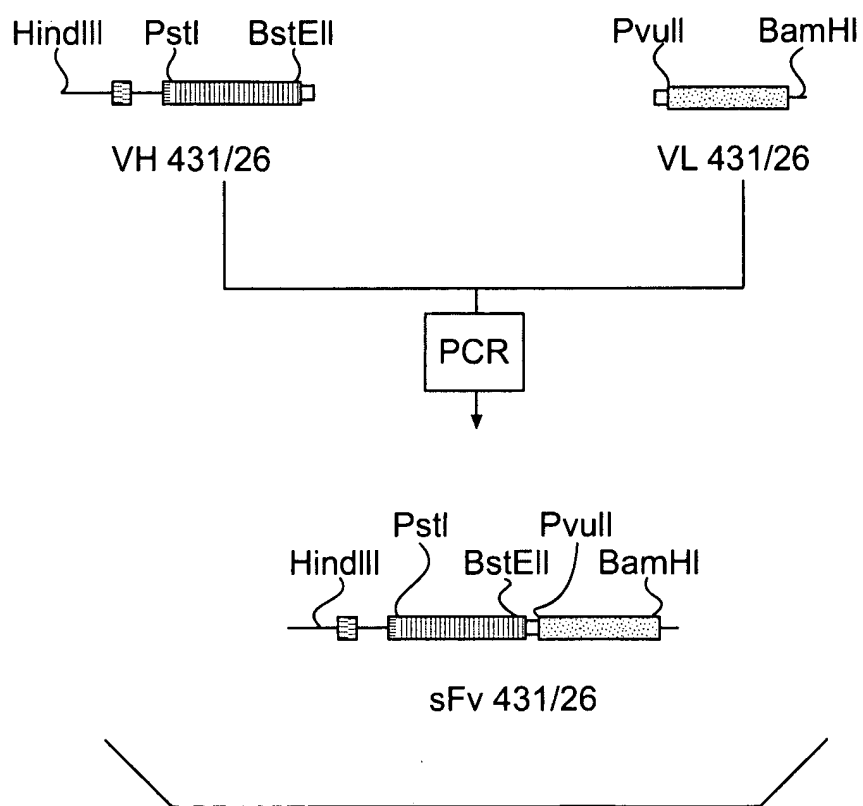 HindIII PstI BstEII
PvuII BamHI
VH 431/26
VL 431/26
PCR
PstI PvuII
HindIII BstEII BamHI
sFv 431/26